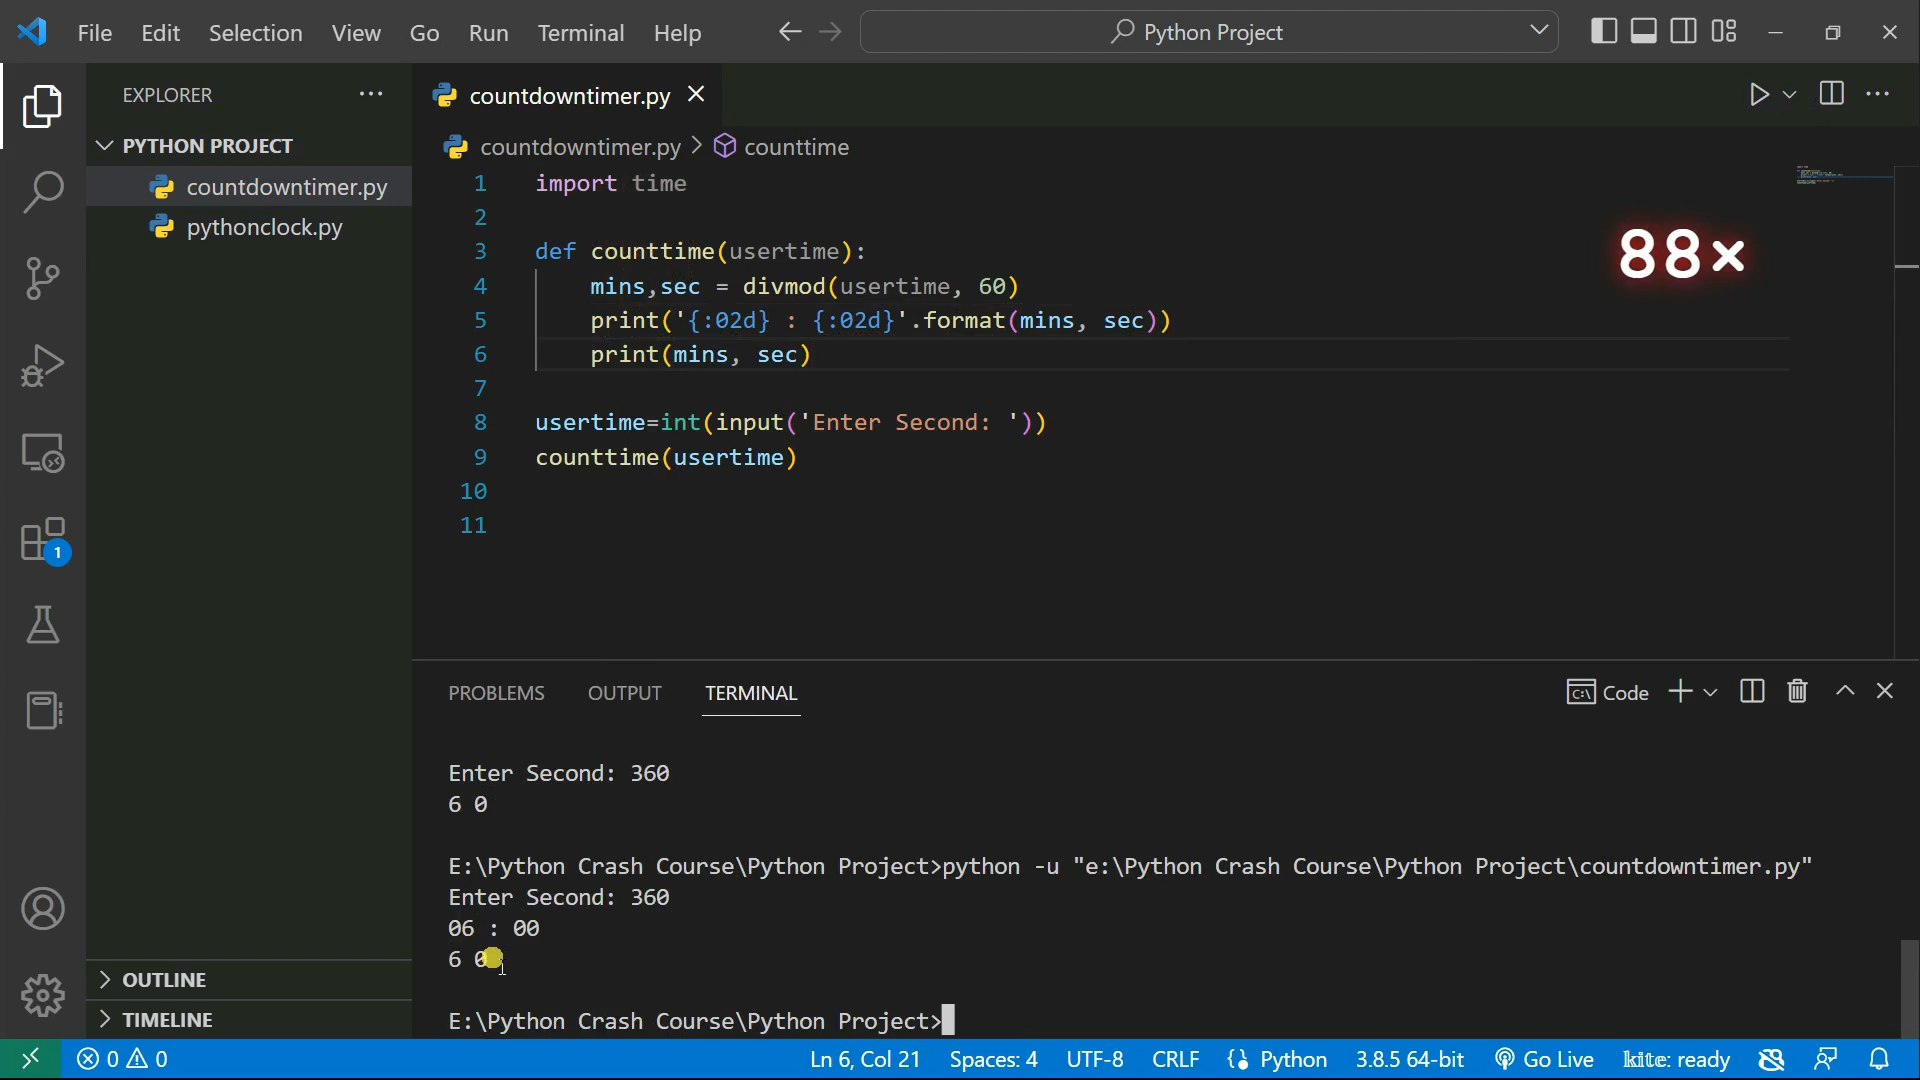 File Edit Selection View Go Run Terminal Help
Python Project
EXPLORER
PYTHON PROJECT
countdowntimer.py
pythonclock.py
OUTLINE
TIMELINE
countdowntimer.py
countdowntimer.py > counttime
1 import time
2
3 def counttime(usertime):
4 mins,sec = divmod(usertime, 60)
5 print('{:02d} : {:02d}'.format(mins, sec))
6 print(mins, sec)
7
8 usertime=int(input('Enter Second: '))
9 counttime(usertime)
10
11
88×
PROBLEMS OUTPUT TERMINAL
Code
Enter Second: 360
6 0
E:\Python Crash Course\Python Project>python -u "e:\Python Crash Course\Python Project\countdowntimer.py"
Enter Second: 360
06 : 00
6 0
E:\Python Crash Course\Python Project>
1
0 0 Ln 6, Col 21 Spaces: 4 UTF-8 CRLF Python 3.8.5 64-bit Go Live kite: ready